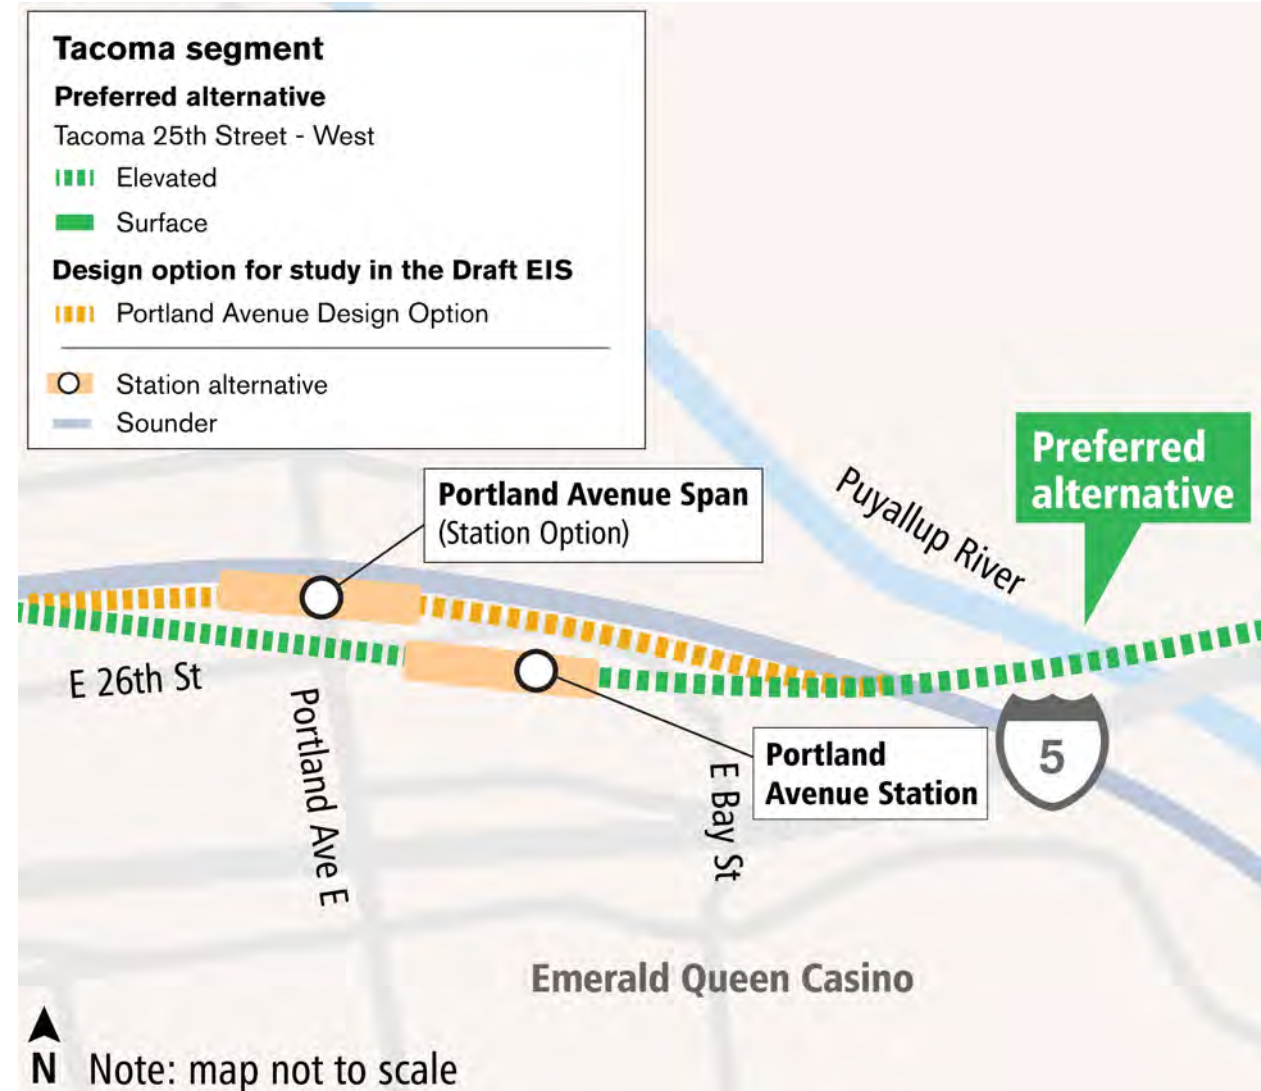 Tacoma segment
Preferred alternative
Tacoma 25th Street - West
Elevated
Surface
Design option for study in the Draft EIS
Portland Avenue Design Option
Station alternative
Sounder
Preferred
alternative
Puyallup River
Portland Avenue Span
(Station Option)
E 26th St
Portland Ave E
Portland
Avenue Station
E Bay St
5
Emerald Queen Casino
N Note: map not to scale